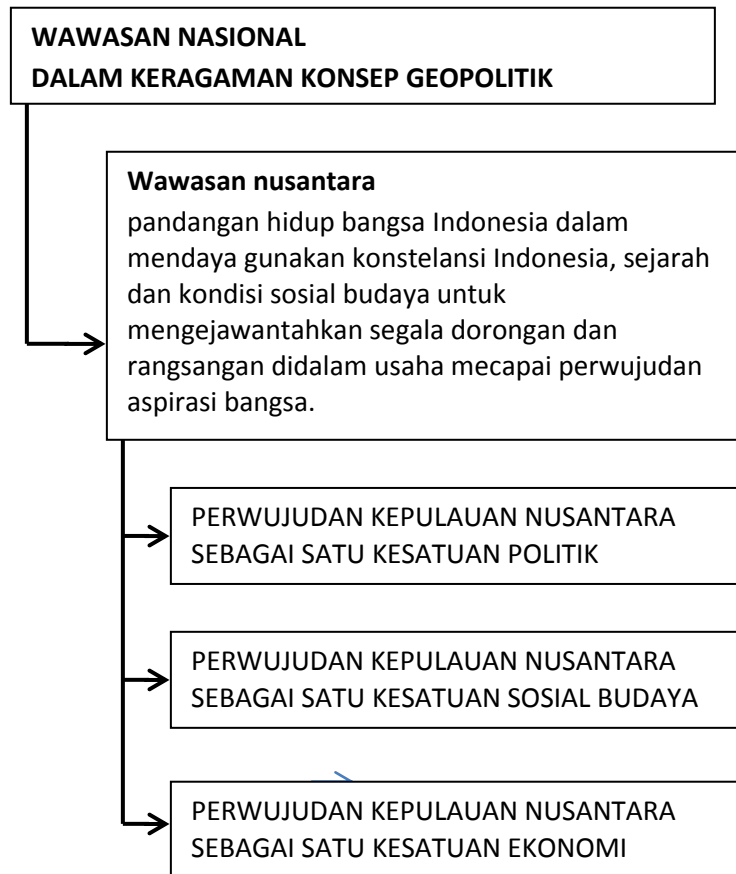 WAWASAN NASIONAL
DALAM KERAGAMAN KONSEP GEOPOLITIK
Wawasan nusantara
pandangan hidup bangsa Indonesia dalam
mendaya gunakan konstelansi Indonesia, sejarah
dan kondisi sosial budaya untuk
mengejawantahkan segala dorongan dan
rangsangan didalam usaha mecapai perwujudan
aspirasi bangsa.
PERWUJUDAN KEPULAUAN NUSANTARA
SEBAGAI SATU KESATUAN POLITIK
PERWUJUDAN KEPULAUAN NUSANTARA
SEBAGAI SATU KESATUAN SOSIAL BUDAYA
PERWUJUDAN KEPULAUAN NUSANTARA
SEBAGAI SATU KESATUAN EKONOMI